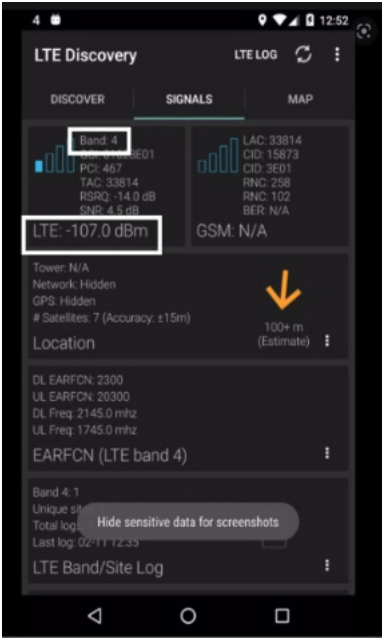 4 12:52
LTE Discovery LTE LOG
DISCOVER SIGNALS MAP
Band: 4
PCI: 467
TAC: 33814
RSRQ: -14.0 dB
SNR: 4.5 dB
LTE: -107.0 dBm
LAC: 33814
CID: 15873
CID: 3E01
RNC: 258
RNC: 102
BER: N/A
GSM: N/A
Tower: N/A
Network: Hidden
GPS: Hidden
# Satellites: 7 (Accuracy: ±15m)
Location
100+ m
(Estimate)
DL EARFCN: 2300
UL EARFCN: 20300
DL Freq: 2145.0 mhz
UL Freq: 1745.0 mhz
EARFCN (LTE band 4)
Band 4: 1
Unique
Total log
Hide sensitive data for screenshots
Last log: 02-11 12:35
LTE Band/Site Log